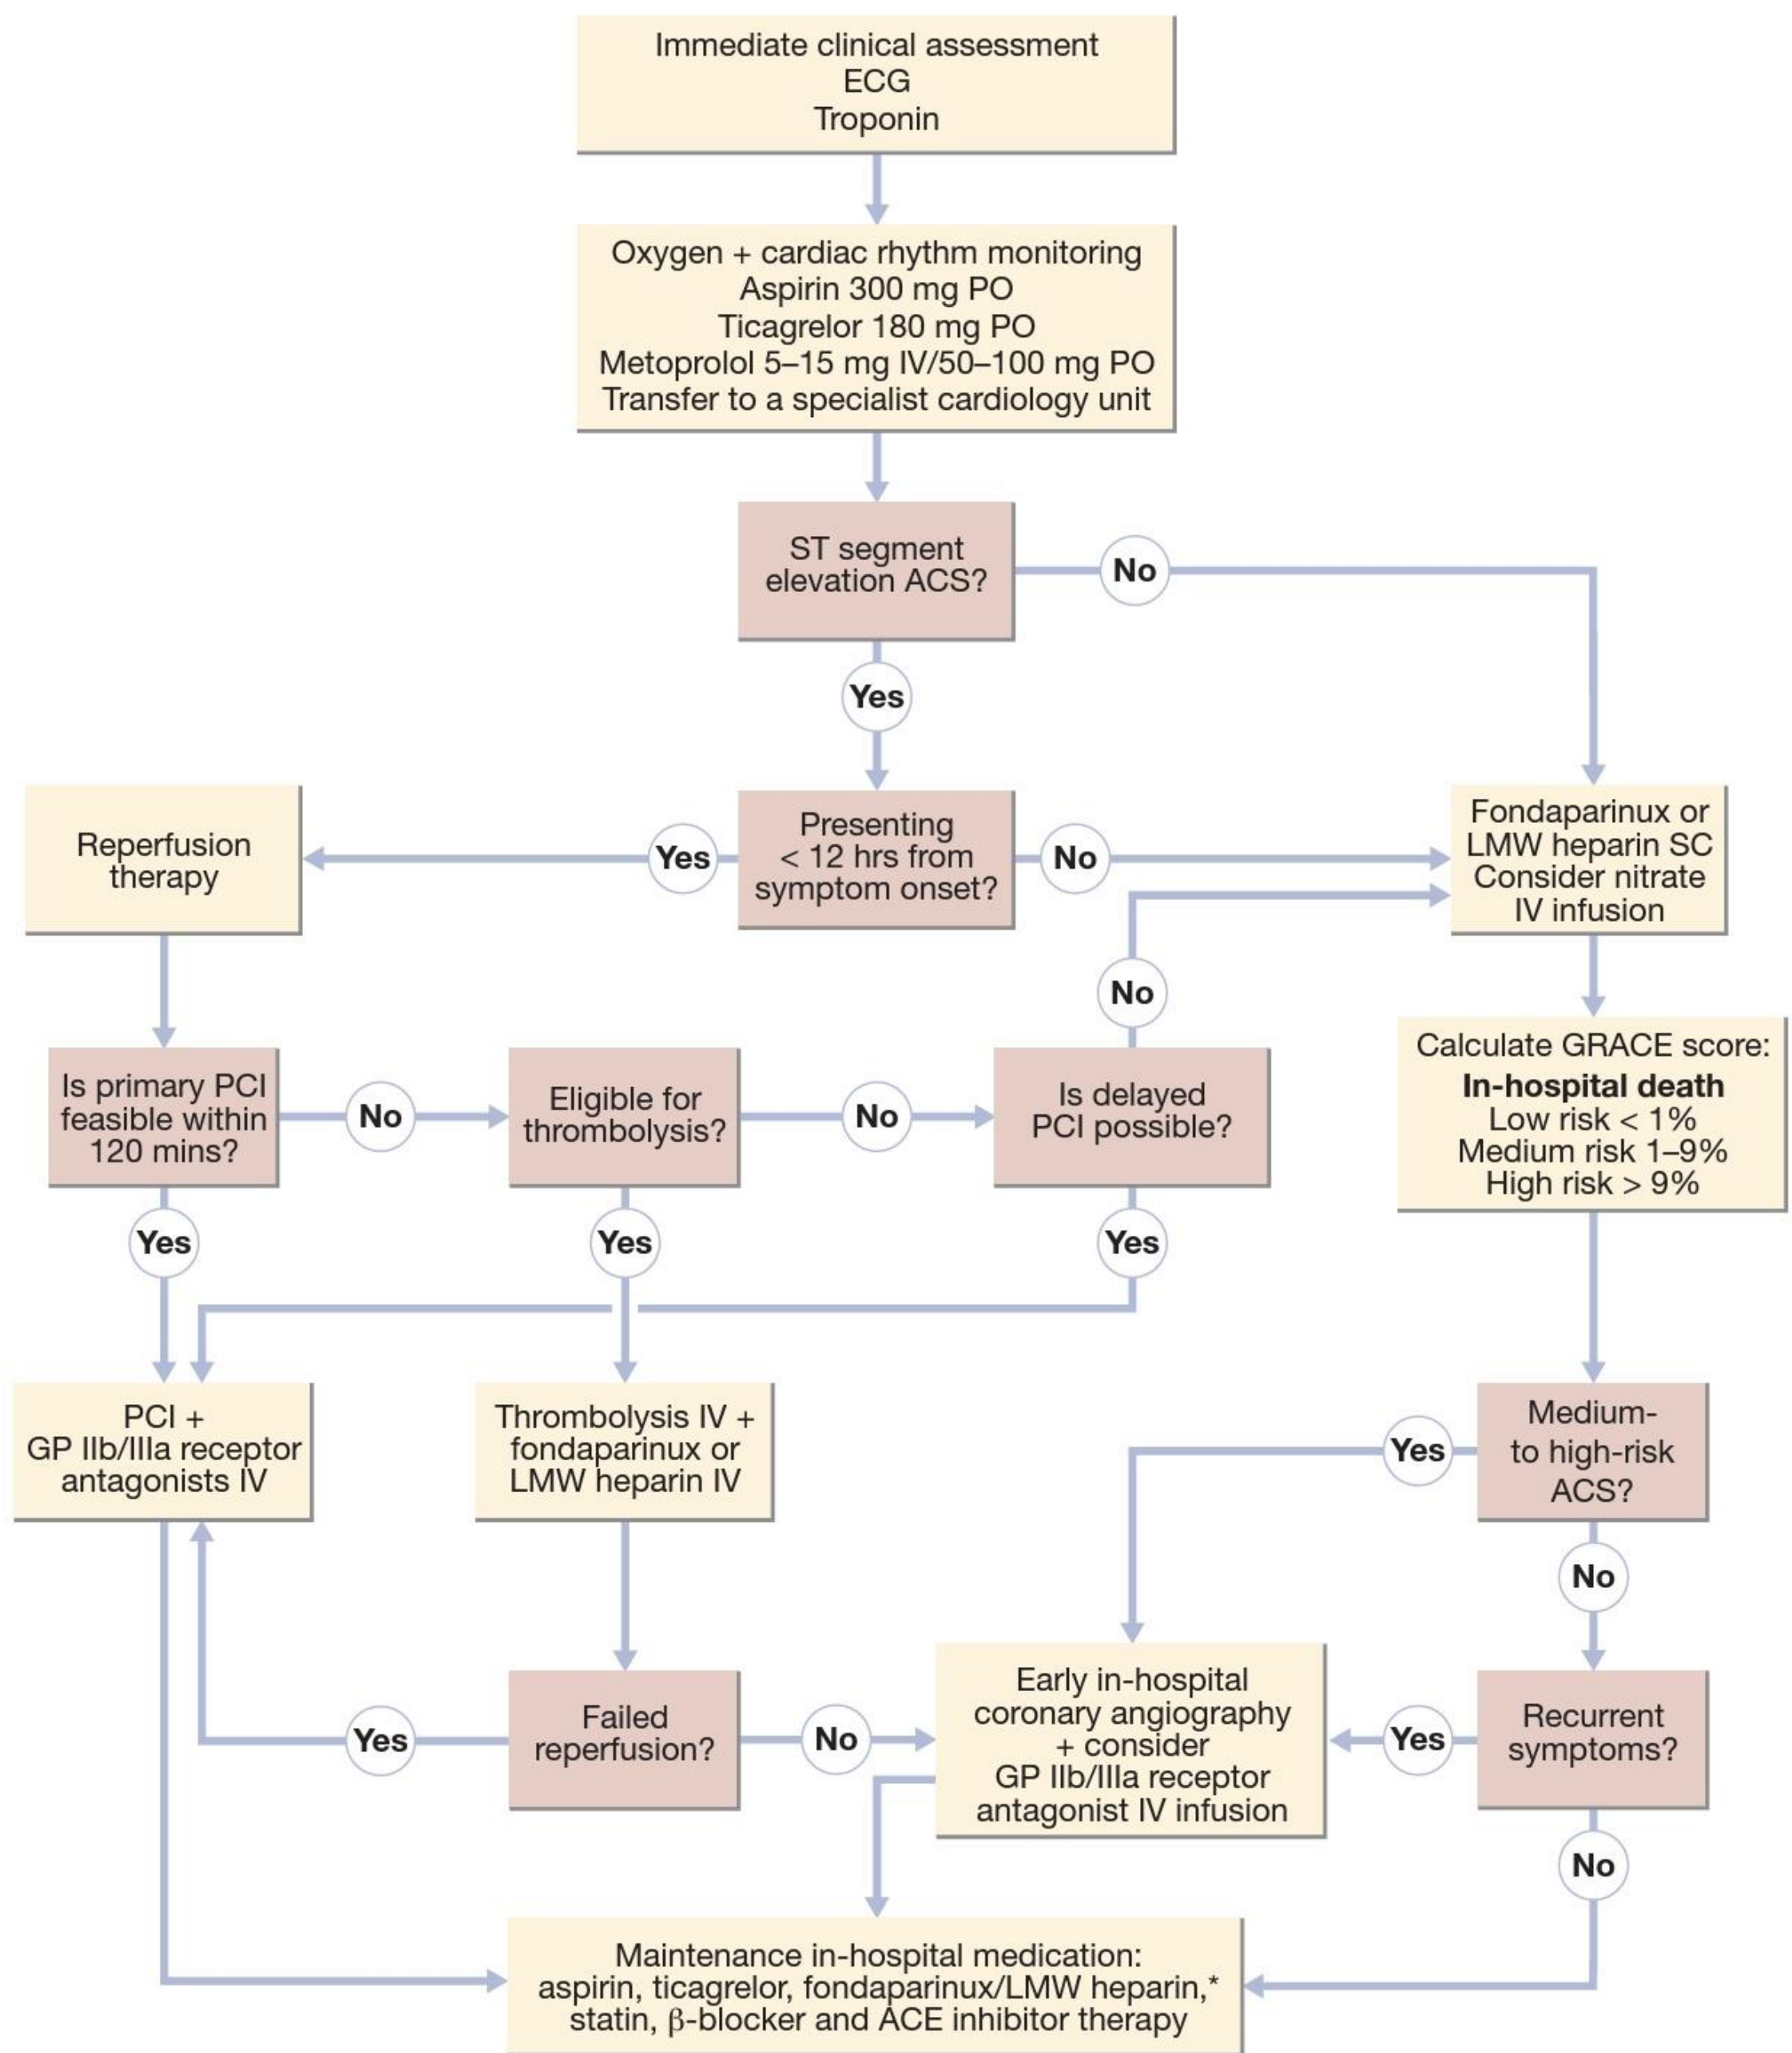 Immediate clinical assessment
ECG
Troponin
Oxygen + cardiac rhythm monitoring
Aspirin 300 mg PO
Ticagrelor 180 mg PO
Metoprolol 5–15 mg IV/50–100 mg PO
Transfer to a specialist cardiology unit
ST segment
elevation ACS?
No
Yes
Reperfusion
therapy
Yes
Presenting
< 12 hrs from
symptom onset?
No
Fondaparinux or
LMW heparin SC
Consider nitrate
IV infusion
No
Is primary PCI
feasible within
120 mins?
No
Eligible for
thrombolysis?
No
Is delayed
PCI possible?
Calculate GRACE score:
In-hospital death
Low risk < 1%
Medium risk 1–9%
High risk > 9%
Yes
Yes
Yes
PCI +
GP IIb/IIIa receptor
antagonists IV
Thrombolysis IV +
fondaparinux or
LMW heparin IV
Yes
Medium-
to high-risk
ACS?
No
Yes
Failed
reperfusion?
No
Early in-hospital
coronary angiography
+ consider
GP IIb/IIIa receptor
antagonist IV infusion
Yes
Recurrent
symptoms?
No
Maintenance in-hospital medication:
aspirin, ticagrelor, fondaparinux/LMW heparin,*
statin, β-blocker and ACE inhibitor therapy